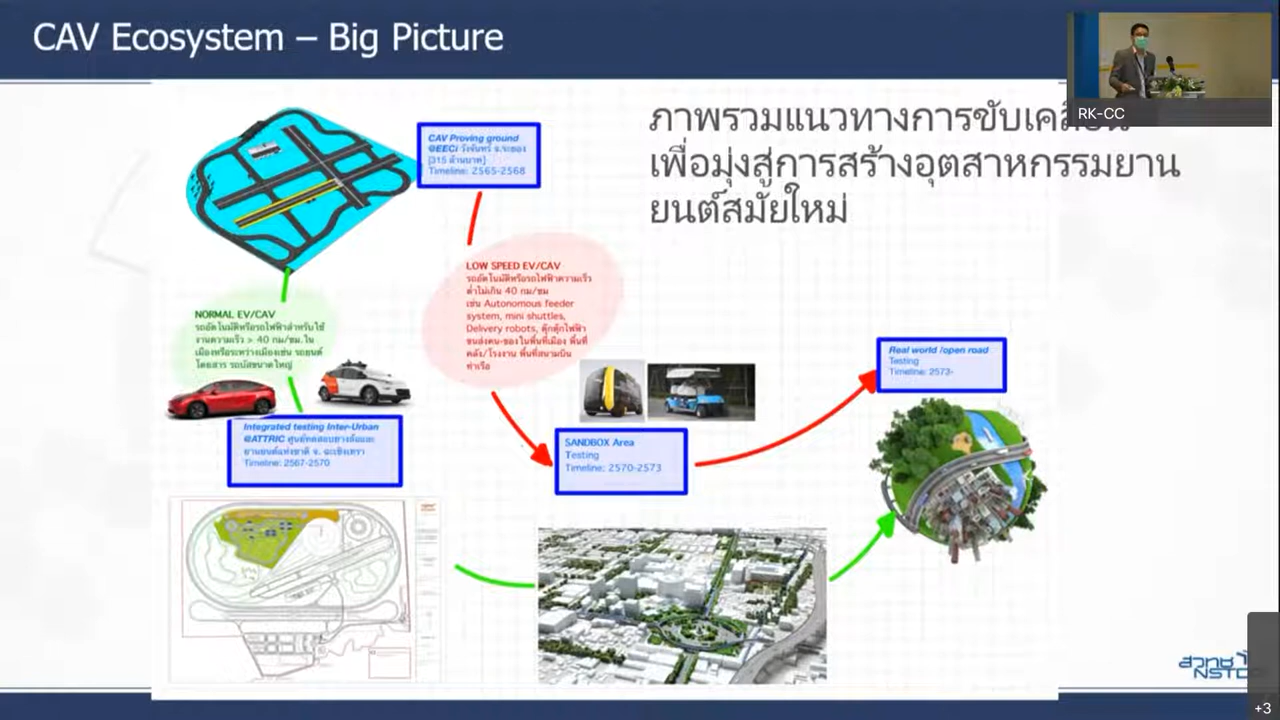 CAV Ecosystem – Big Picture
RK-CC
ภาพรวมแนวทางการขับเคลื่อน
เพื่อมุ่งสู่การสร้างอุตสาหกรรมยาน
ยนต์สมัยใหม่
CAV Proving ground
@EECi วังจันทร์ จ.ระยอง
[315 ล้านบาท]
Timeline: 2565-2568
LOW SPEED EV/CAV
รถอัตโนมัติหรือรถไฟฟ้าความเร็ว
ต่ำไม่เกิน 40 กม/ชม
เช่น Autonomous feeder
system, mini shuttles,
Delivery robots, ตุ๊กตุ๊กไฟฟ้า
ขนส่งคน-ของในพื้นที่เมือง พื้นที่
คลัง/โรงงาน พื้นที่สนามบิน
ท่าเรือ
NORMAL EV/CAV
รถอัตโนมัติหรือรถไฟฟ้าสำหรับใช้
งานความเร็ว > 40 กม/ชม. ใน
เมืองหรือระหว่างเมืองเช่น รถยนต์
โดยสาร รถบัสขนาดใหญ่
Integrated testing Inter-Urban
@ATTRIC ศูนย์ทดสอบยางล้อและ
ยานยนต์แห่งชาติ จ. ฉะเชิงเทรา
Timeline: 2567-2570
SANDBOX Area
Testing
Timeline: 2570-2573
Real world /open road
Testing
Timeline: 2573-
สวทช
NSTDA
+3